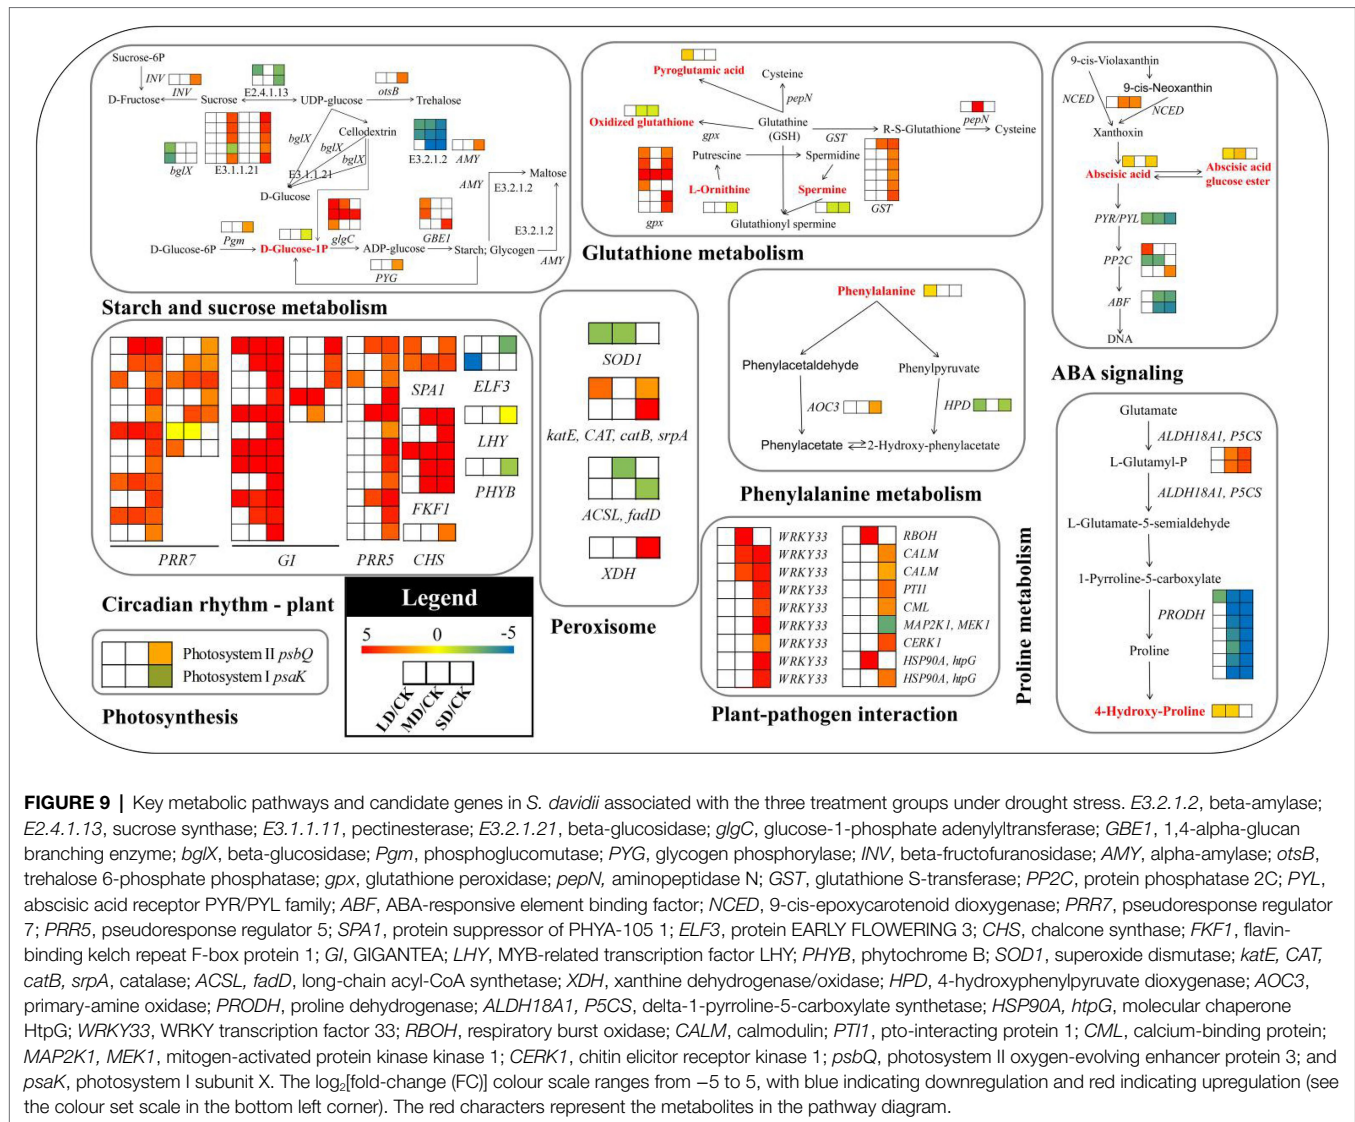 Sucrose-6P
INV
INV
E2.4.1.13
otsB
D-Fructose
Sucrose
UDP-glucose
Trehalose
bglX
Cellodextrin
bglX
bglX
bglX
E3.1.1.21
E3.1.1.21
E3.2.1.2
AMY
D-Glucose
AMY
E3.2.1.2
Maltose
Pgm
glgC
GBE1
E3.2.1.2
D-Glucose-6P
D-Glucose-1P
ADP-glucose
Starch; Glycogen
AMY
PYG
Starch and sucrose metabolism
Pyroglutamic acid
Cysteine
pepN
Oxidized glutathione
gpx
Glutathine
(GSH)
GST
R-S-Glutathione
pepN
Cysteine
Putrescine
Spermidine
L-Ornithine
Spermine
gpx
Glutathionyl spermine
GST
Glutathione metabolism
9-cis-Violaxanthin
9-cis-Neoxanthin
NCED
NCED
Xanthoxin
Abscisic acid
Abscisic acid
glucose ester
PYR/PYL
PP2C
ABF
DNA
ABA signaling
PRR7
GI
PRR5
SPA1
FKF1
CHS
ELF3
LHY
PHYB
Circadian rhythm - plant
Photosystem II psbQ
Photosystem I psaK
Photosynthesis
Legend
5
0
-5
LD/CK
MD/CK
SD/CK
SOD1
katE, CAT, catB, srpA
ACSL, fadD
XDH
Peroxisome
Phenylalanine
Phenylacetaldehyde
Phenylpyruvate
AOC3
HPD
Phenylacetate
2-Hydroxy-phenylacetate
Phenylalanine metabolism
WRKY33
RBOH
WRKY33
CALM
WRKY33
CALM
WRKY33
PTI1
WRKY33
CML
WRKY33
MAP2K1, MEK1
WRKY33
CERK1
WRKY33
HSP90A, htpG
WRKY33
HSP90A, htpG
Plant-pathogen interaction
Glutamate
ALDH18A1, P5CS
L-Glutamyl-P
ALDH18A1, P5CS
L-Glutamate-5-semialdehyde
1-Pyrroline-5-carboxylate
PRODH
Proline
4-Hydroxy-Proline
Proline metabolism
FIGURE 9 | Key metabolic pathways and candidate genes in S. davidii associated with the three treatment groups under drought stress. E3.2.1.2, beta-amylase;
E2.4.1.13, sucrose synthase; E3.1.1.11, pectinesterase; E3.2.1.21, beta-glucosidase; glgC, glucose-1-phosphate adenylyltransferase; GBE1, 1,4-alpha-glucan
branching enzyme; bglX, beta-glucosidase; Pgm, phosphoglucomutase; PYG, glycogen phosphorylase; INV, beta-fructofuranosidase; AMY, alpha-amylase; otsB,
trehalose 6-phosphate phosphatase; gpx, glutathione peroxidase; pepN, aminopeptidase N; GST, glutathione S-transferase; PP2C, protein phosphatase 2C; PYL,
abscisic acid receptor PYR/PYL family; ABF, ABA-responsive element binding factor; NCED, 9-cis-epoxycarotenoid dioxygenase; PRR7, pseudoresponse regulator
7; PRR5, pseudoresponse regulator 5; SPA1, protein suppressor of PHYA-105 1; ELF3, protein EARLY FLOWERING 3; CHS, chalcone synthase; FKF1, flavin-
binding kelch repeat F-box protein 1; GI, GIGANTEA; LHY, MYB-related transcription factor LHY; PHYB, phytochrome B; SOD1, superoxide dismutase; katE, CAT,
catB, srpA, catalase; ACSL, fadD, long-chain acyl-CoA synthetase; XDH, xanthine dehydrogenase/oxidase; HPD, 4-hydroxyphenylpyruvate dioxygenase; AOC3,
primary-amine oxidase; PRODH, proline dehydrogenase; ALDH18A1, P5CS, delta-1-pyrroline-5-carboxylate synthetase; HSP90A, htpG, molecular chaperone
HtpG; WRKY33, WRKY transcription factor 33; RBOH, respiratory burst oxidase; CALM, calmodulin; PTI1, pto-interacting protein 1; CML, calcium-binding protein;
MAP2K1, MEK1, mitogen-activated protein kinase kinase 1; CERK1, chitin elicitor receptor kinase 1; psbQ, photosystem II oxygen-evolving enhancer protein 3; and
psaK, photosystem I subunit X. The log₂[fold-change (FC)] colour scale ranges from −5 to 5, with blue indicating downregulation and red indicating upregulation (see
the colour set scale in the bottom left corner). The red characters represent the metabolites in the pathway diagram.